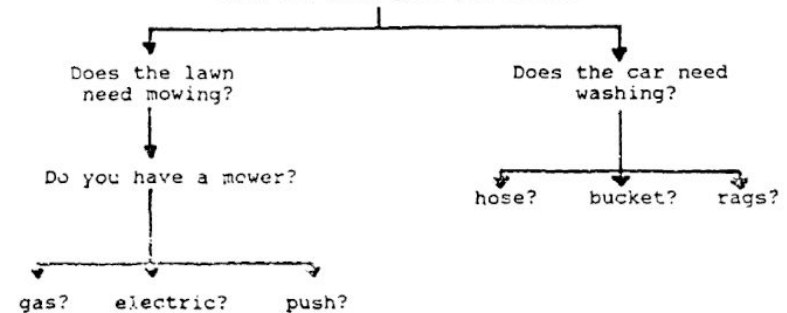 Does the lawn
need mowing?
Does the car need
washing?
Do you have a mower?
hose? bucket? rags?
gas? electric? push?